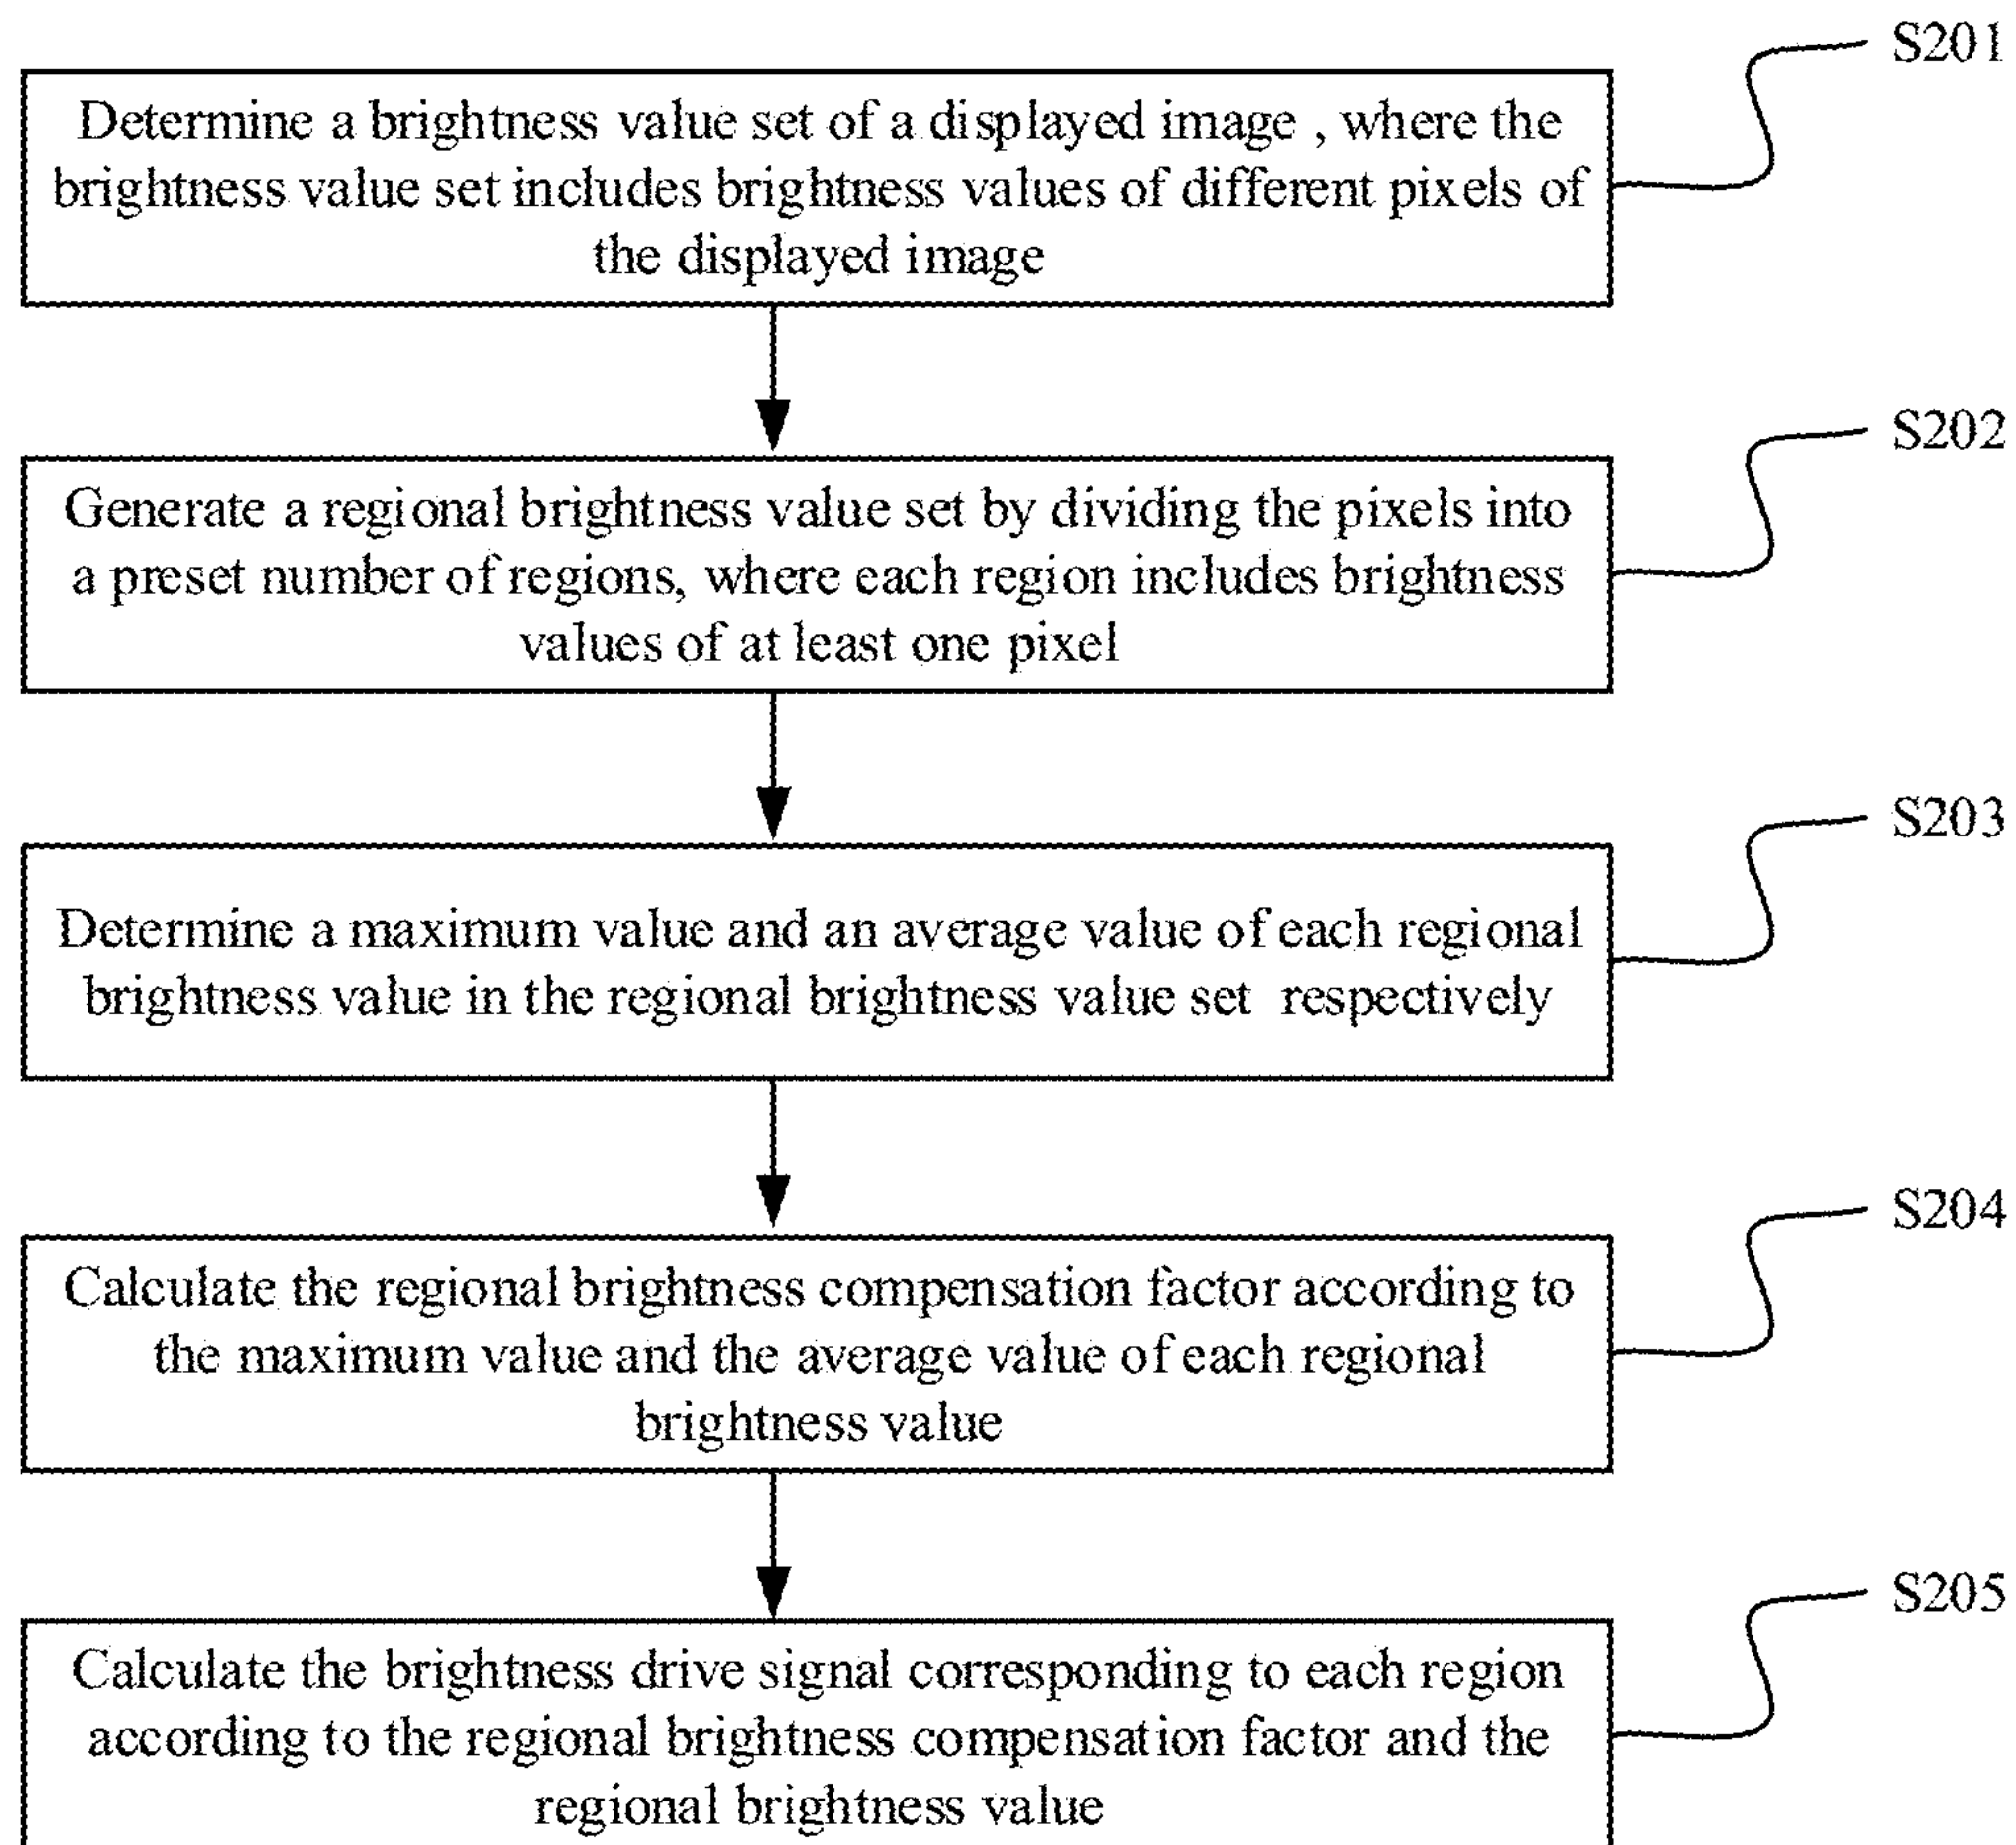 S201
Determine a brightness value set of a displayed image , where the
brightness value set includes brightness values of different pixels of
the displayed image
S202
Generate a regional brightness value set by dividing the pixels into
a preset number of regions, where each region includes brightness
values of at least one pixel
S203
Determine a maximum value and an average value of each regional
brightness value in the regional brightness value set respectively
S204
Calculate the regional brightness compensation factor according to
the maximum value and the average value of each regional
brightness value
S205
Calculate the brightness drive signal corresponding to each region
according to the regional brightness compensation factor and the
regional brightness value